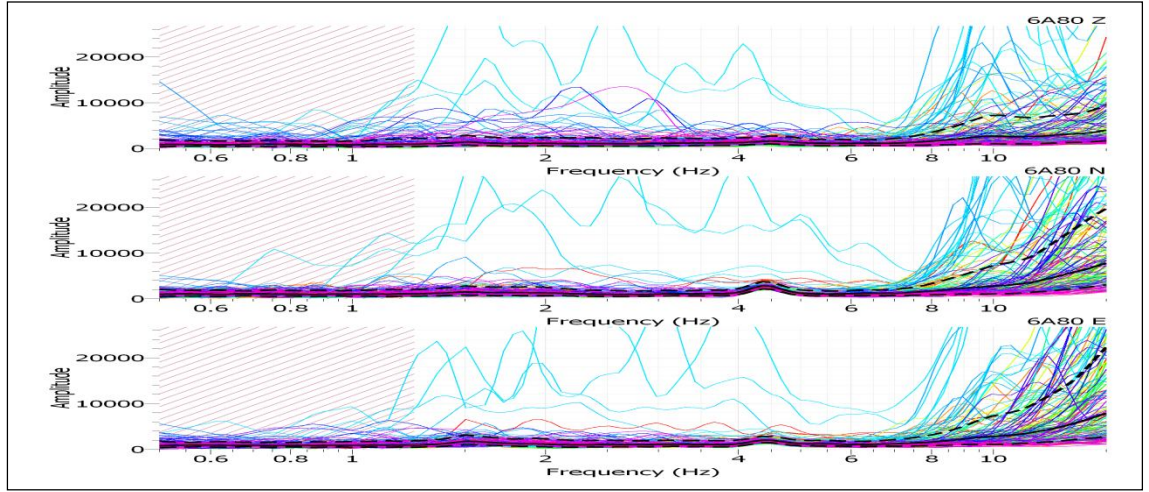 6A80 Z
Amplitude
20000
10000
0
0.6 0.8 1 2 4 6 8 10
Frequency (Hz)
6A80 N
Amplitude
20000
10000
0
0.6 0.8 1 2 4 6 8 10
Frequency (Hz)
6A80 E
Amplitude
20000
10000
0
0.6 0.8 1 2 4 6 8 10
Frequency (Hz)